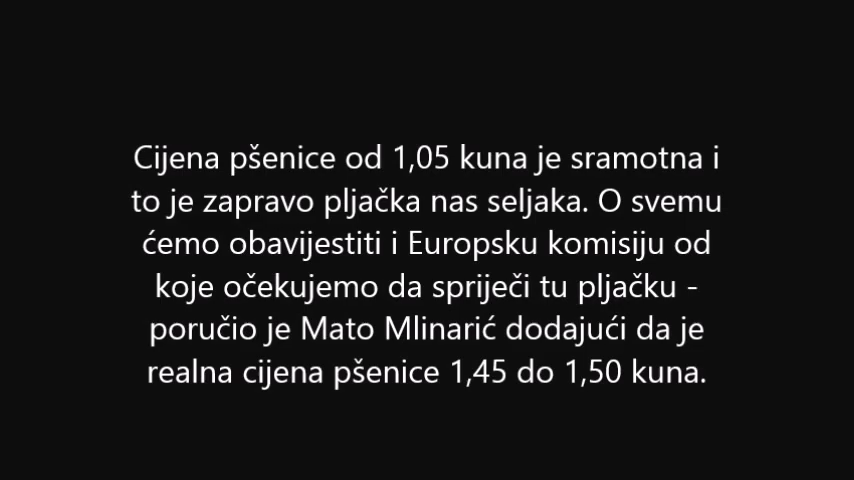 Cijena pšenice od 1,05 kuna je sramotna i
to je zapravo pljačka nas seljaka. O svemu
ćemo obavijestiti i Europsku komisiju od
koje očekujemo da spriječi tu pljačku -
poručio je Mato Mlinarić dodajući da je
realna cijena pšenice 1,45 do 1,50 kuna.